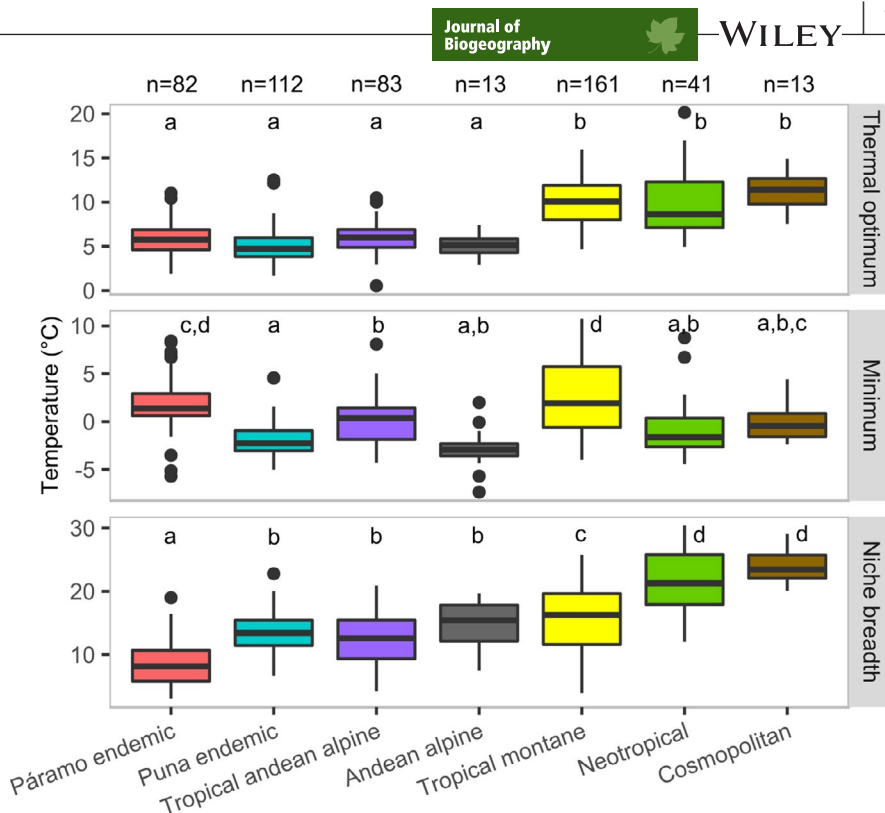 Journal of
Biogeography
WILEY
n=82 n=112 n=83 n=13 n=161 n=41 n=13
20
15
10
5
0
a a a a b b b
Thermal optimum
Temperature (°C)
10
5
0
-5
c,d a b a,b d a,b a,b,c
Minimum
30
20
10
a b b b c d d
Niche breadth
Páramo endemic
Puna endemic
Tropical andean alpine
Andean alpine
Tropical montane
Neotropical
Cosmopolitan